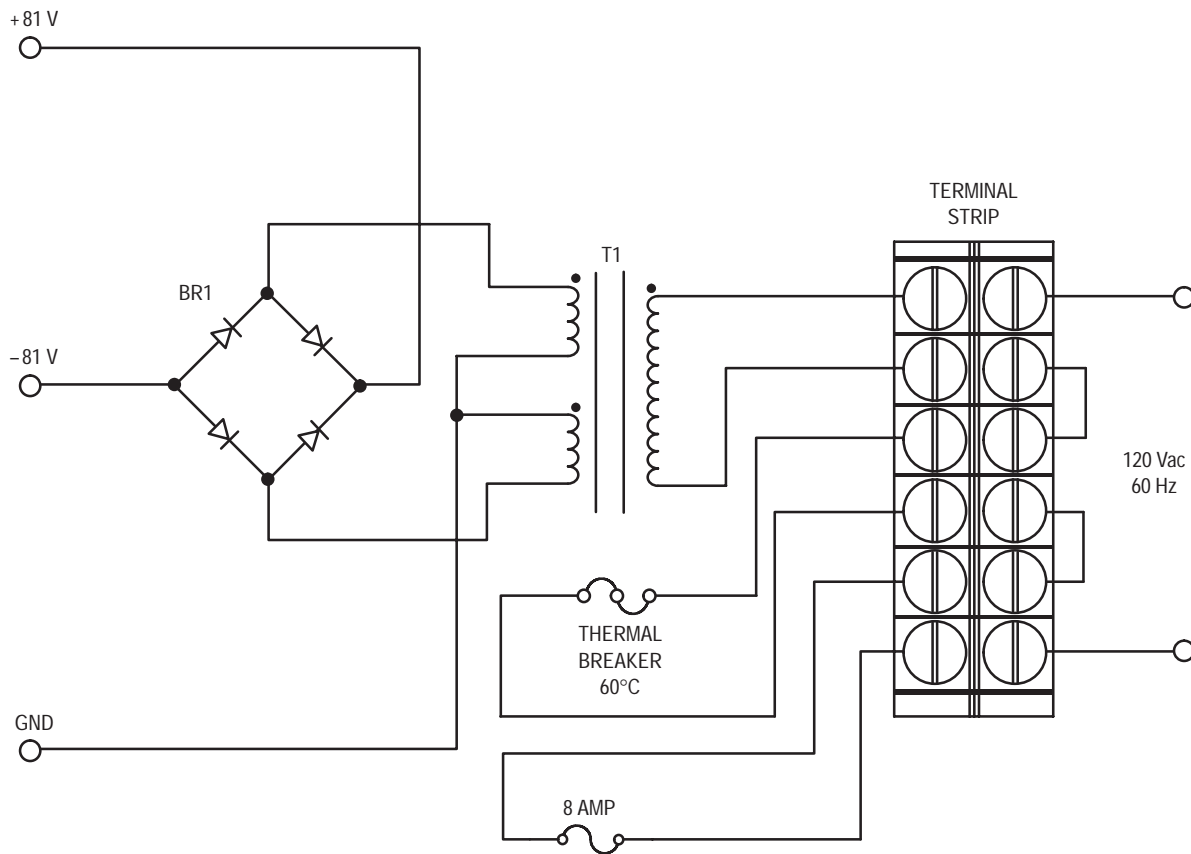 +81 V
TERMINAL
STRIP
T1
BR1
–81 V
120 Vac
60 Hz
THERMAL
BREAKER
60°C
GND
8 AMP